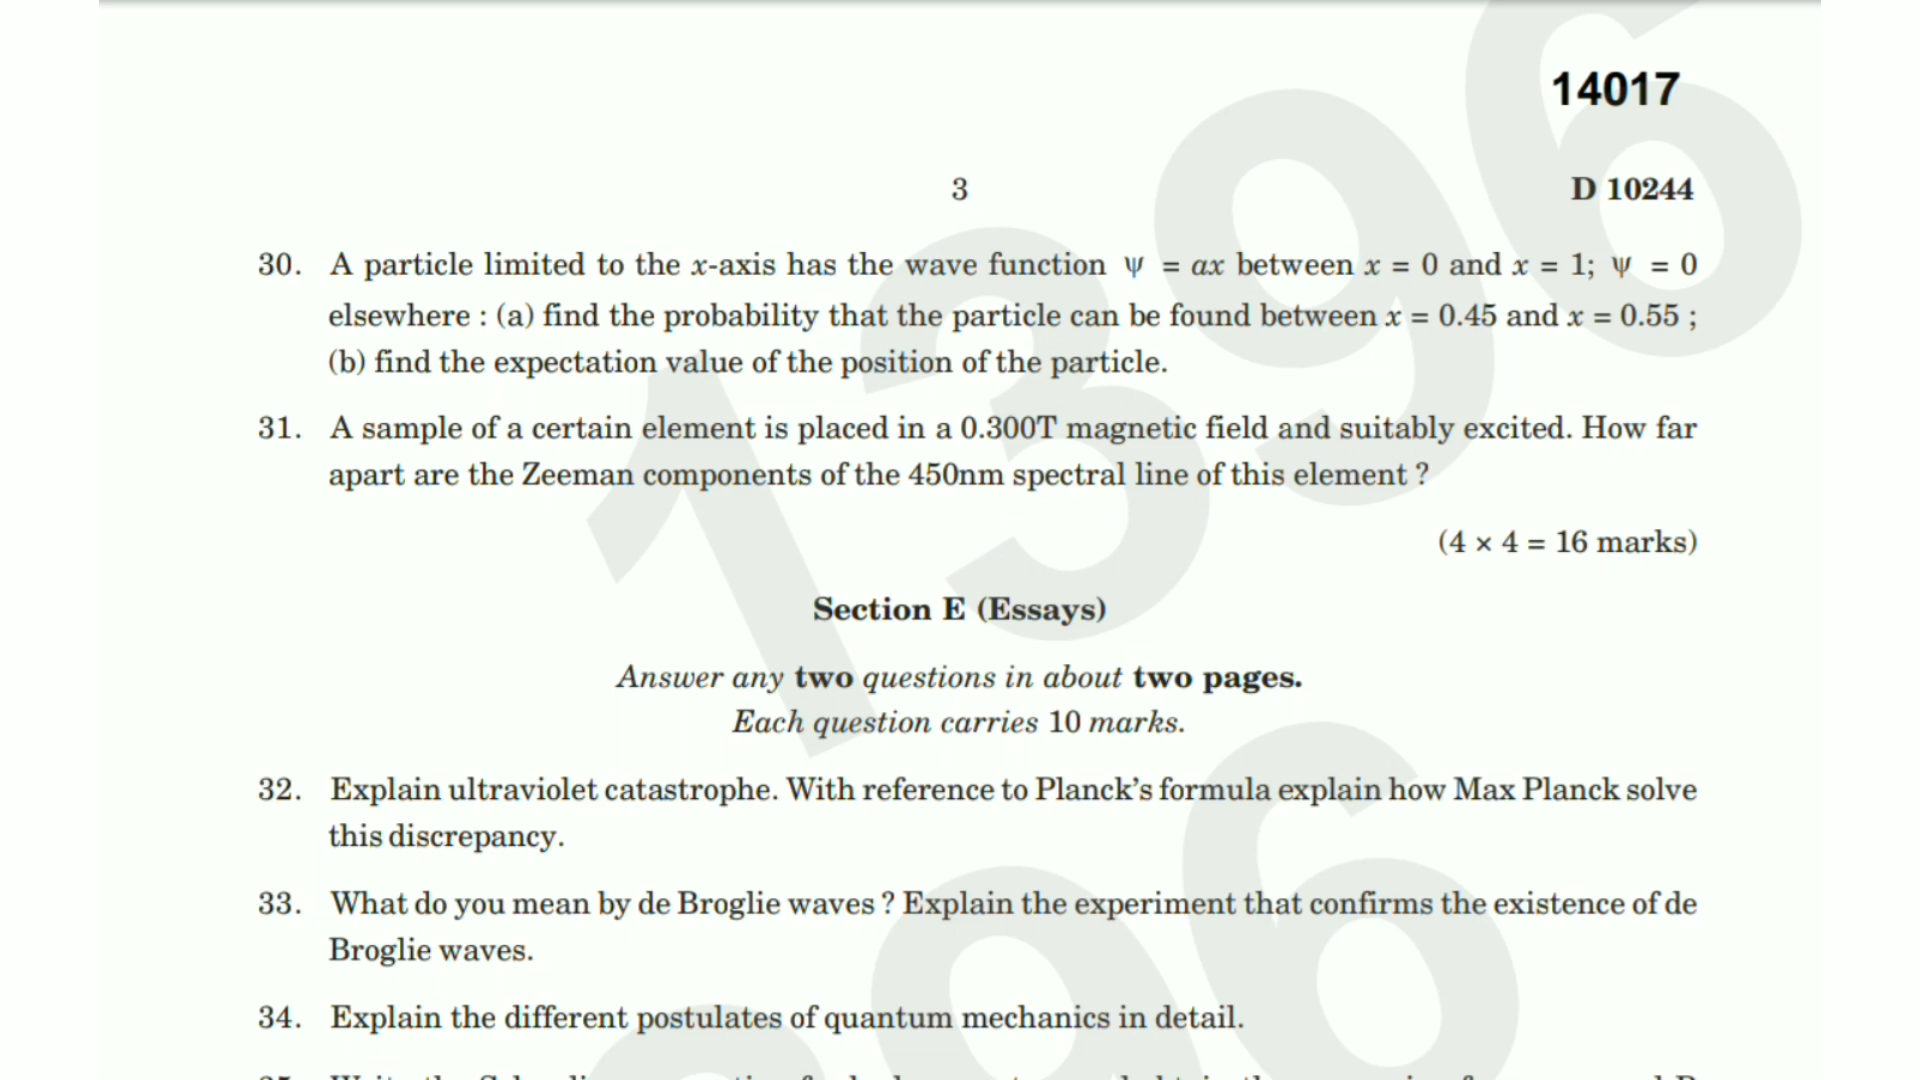 14017
3
D 10244
30. A particle limited to the x-axis has the wave function ψ = ax between x = 0 and x = 1; ψ = 0
elsewhere : (a) find the probability that the particle can be found between x = 0.45 and x = 0.55 ;
(b) find the expectation value of the position of the particle.
31. A sample of a certain element is placed in a 0.300T magnetic field and suitably excited. How far
apart are the Zeeman components of the 450nm spectral line of this element ?
(4 × 4 = 16 marks)
Section E (Essays)
Answer any two questions in about two pages.
Each question carries 10 marks.
32. Explain ultraviolet catastrophe. With reference to Planck's formula explain how Max Planck solve
this discrepancy.
33. What do you mean by de Broglie waves ? Explain the experiment that confirms the existence of de
Broglie waves.
34. Explain the different postulates of quantum mechanics in detail.
1396